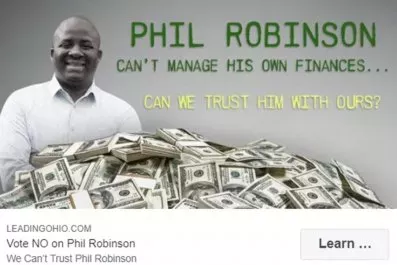 PHIL ROBINSON
CAN'T MANAGE HIS OWN FINANCES...
CAN WE TRUST HIM WITH OURS?
LEADINGOHIO.COM
Vote NO on Phil Robinson
We Can't Trust Phil Robinson
Learn ...